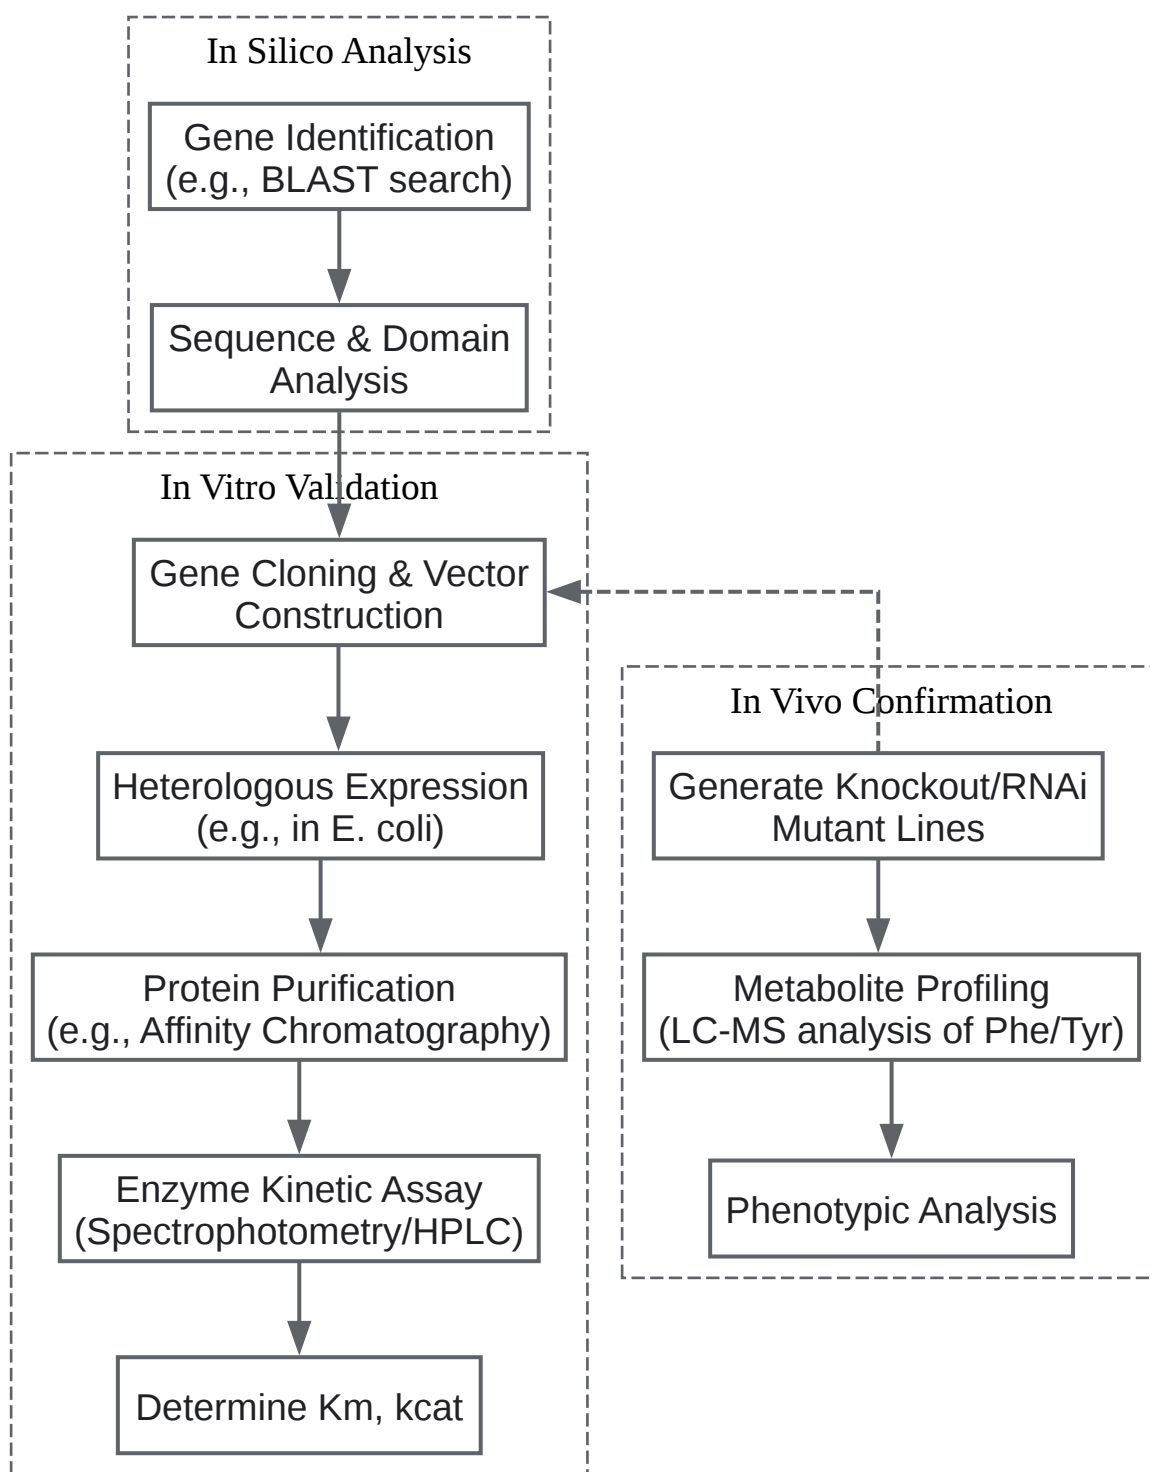 In Silico Analysis
Gene Identification
(e.g., BLAST search)
Sequence & Domain
Analysis
In Vitro Validation
Gene Cloning & Vector
Construction
Heterologous Expression
(e.g., in E. coli)
Protein Purification
(e.g., Affinity Chromatography)
Enzyme Kinetic Assay
(Spectrophotometry/HPLC)
Determine Km, kcat
In Vivo Confirmation
Generate Knockout/RNAi
Mutant Lines
Metabolite Profiling
(LC-MS analysis of Phe/Tyr)
Phenotypic Analysis